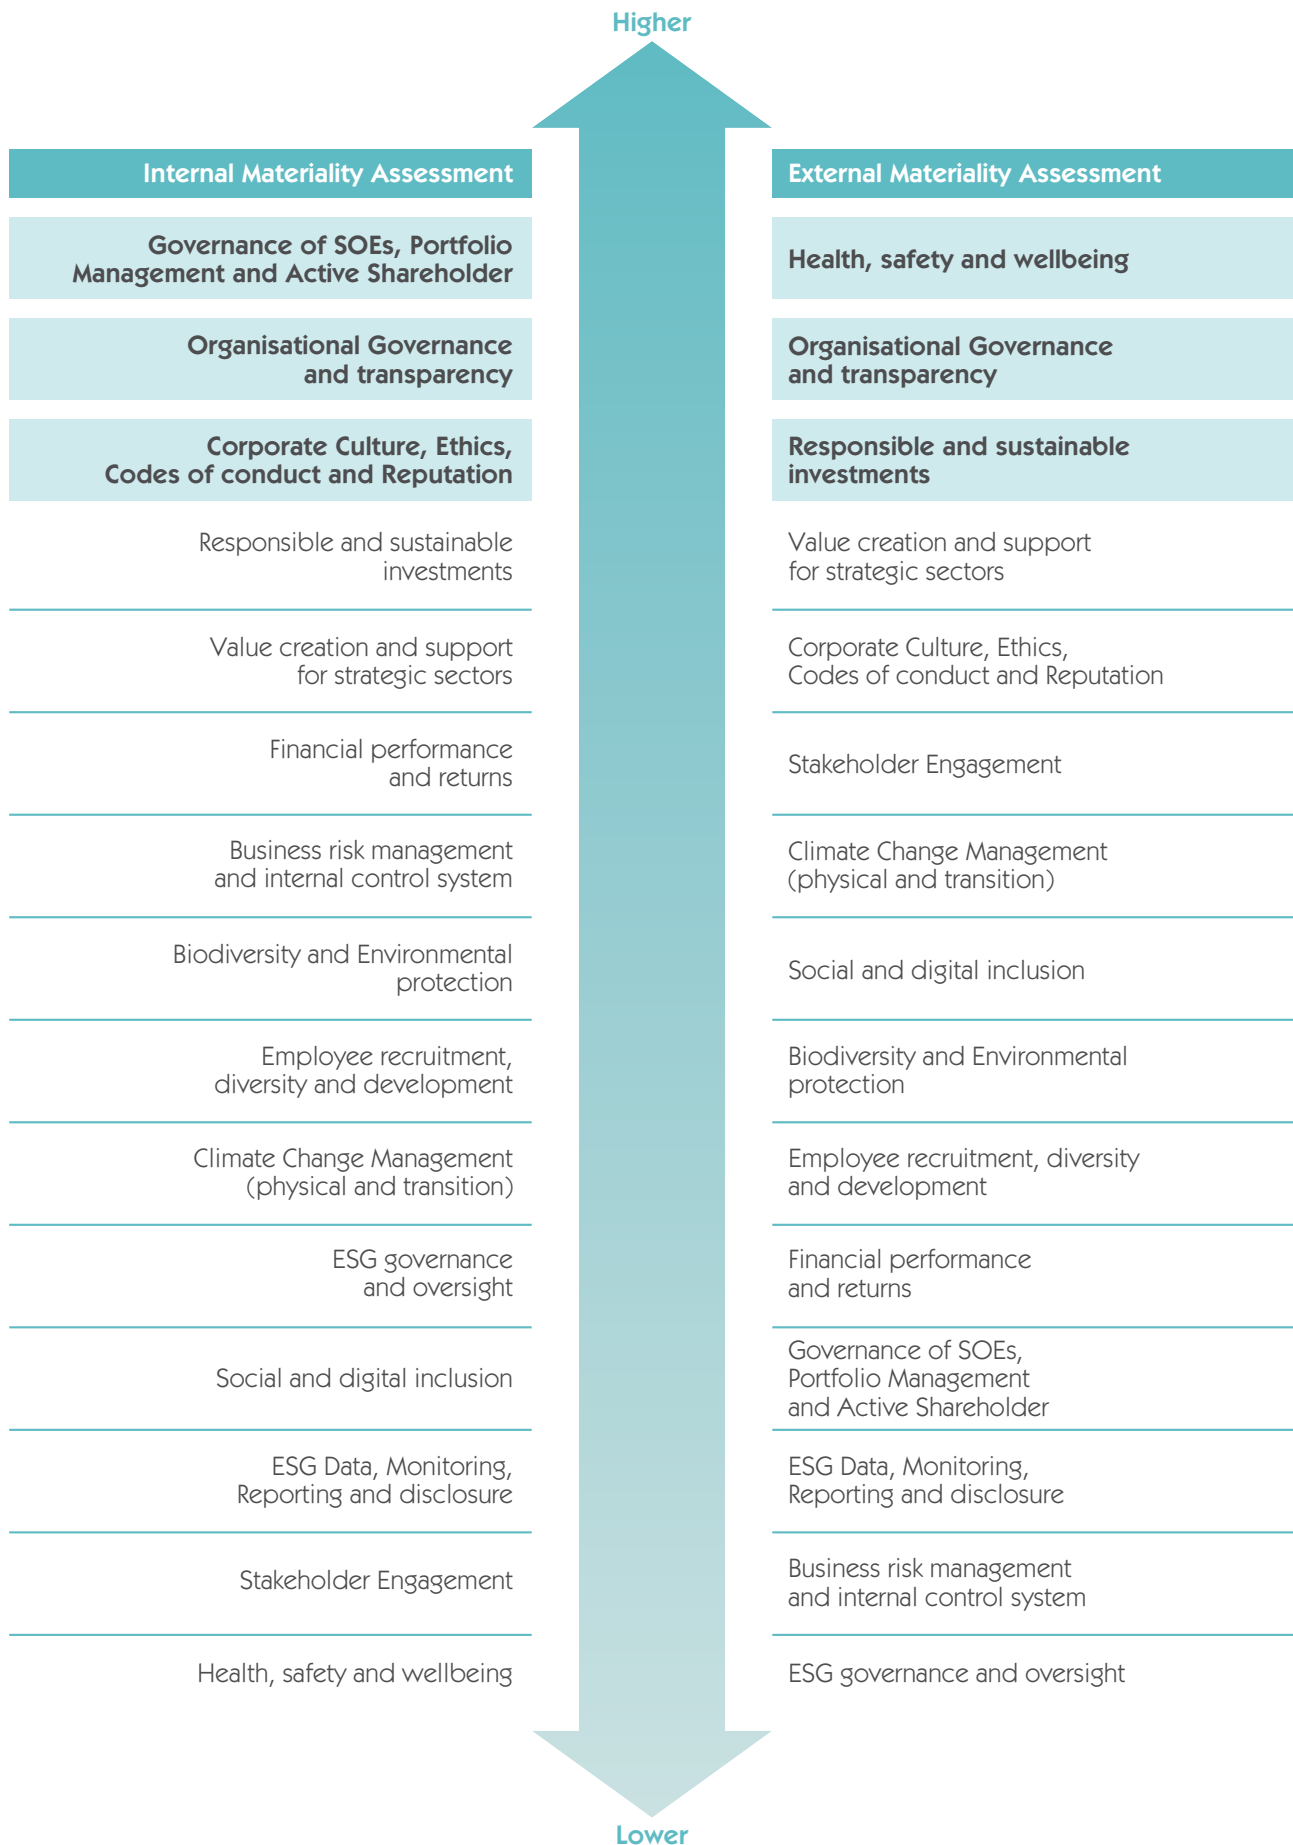 Higher
Internal Materiality Assessment
Governance of SOEs, Portfolio
Management and Active Shareholder
Organisational Governance
and transparency
Corporate Culture, Ethics,
Codes of conduct and Reputation
Responsible and sustainable
investments
Value creation and support
for strategic sectors
Financial performance
and returns
Business risk management
and internal control system
Biodiversity and Environmental
protection
Employee recruitment,
diversity and development
Climate Change Management
(physical and transition)
ESG governance
and oversight
Social and digital inclusion
ESG Data, Monitoring,
Reporting and disclosure
Stakeholder Engagement
Health, safety and wellbeing
External Materiality Assessment
Health, safety and wellbeing
Organisational Governance
and transparency
Responsible and sustainable
investments
Value creation and support
for strategic sectors
Corporate Culture, Ethics,
Codes of conduct and Reputation
Stakeholder Engagement
Climate Change Management
(physical and transition)
Social and digital inclusion
Biodiversity and Environmental
protection
Employee recruitment, diversity
and development
Financial performance
and returns
Governance of SOEs,
Portfolio Management
and Active Shareholder
ESG Data, Monitoring,
Reporting and disclosure
Business risk management
and internal control system
ESG governance and oversight
Lower